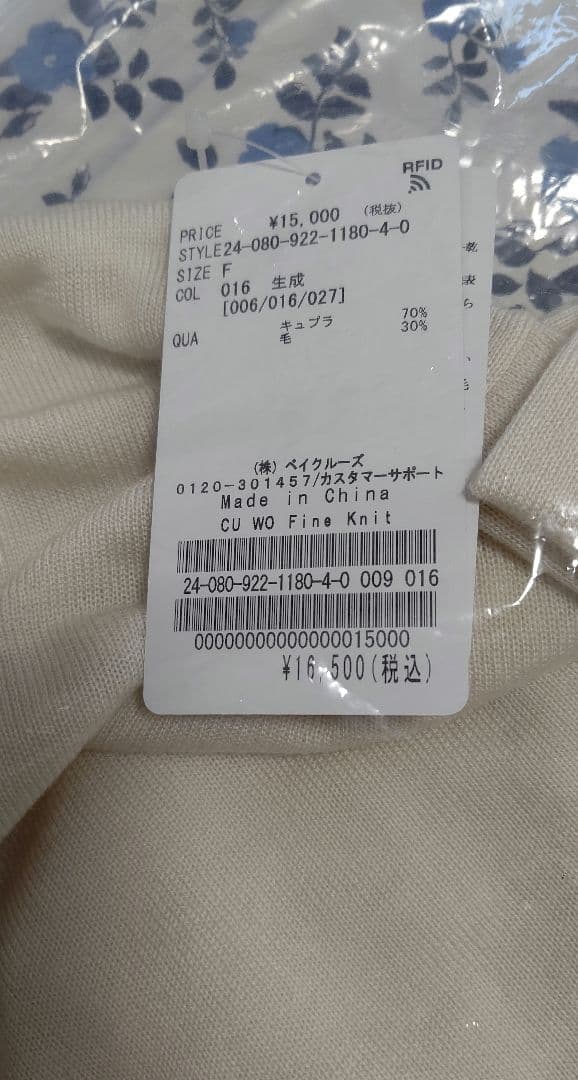 RFID
PRICE ¥15,000 (税抜)
STYLE24-080-922-1180-4-0
SIZE F
COL 016 生成
[006/016/027]
QUA キュプラ 70%
毛 30%
(株) ベイクルーズ
0120-301457/カスタマーサポート
Made in China
CU WO Fine Knit
24-080-922-1180-4-0 009 016
00000000000000015000
¥16,500(税込)